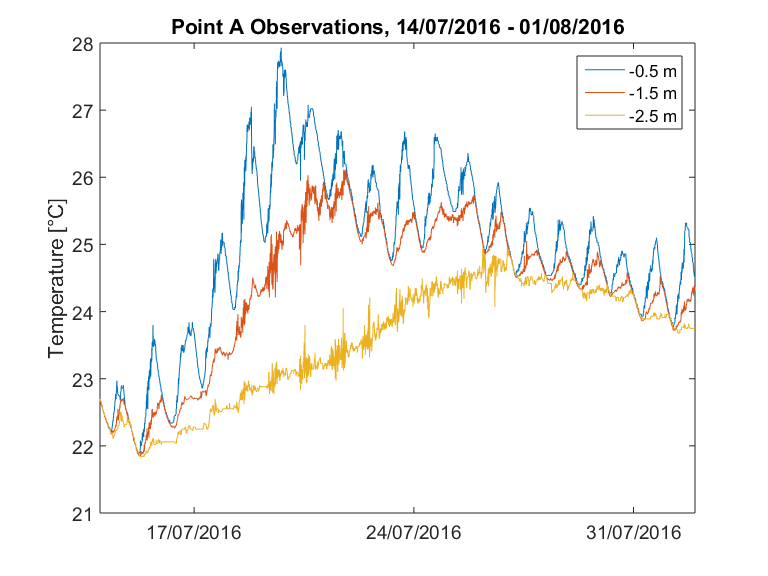 Point A Observations, 14/07/2016 - 01/08/2016
28
-0.5 m
-1.5 m
27
-2.5 m
26
25
24
23
22
21
Temperature [°C]
17/07/2016
24/07/2016
31/07/2016